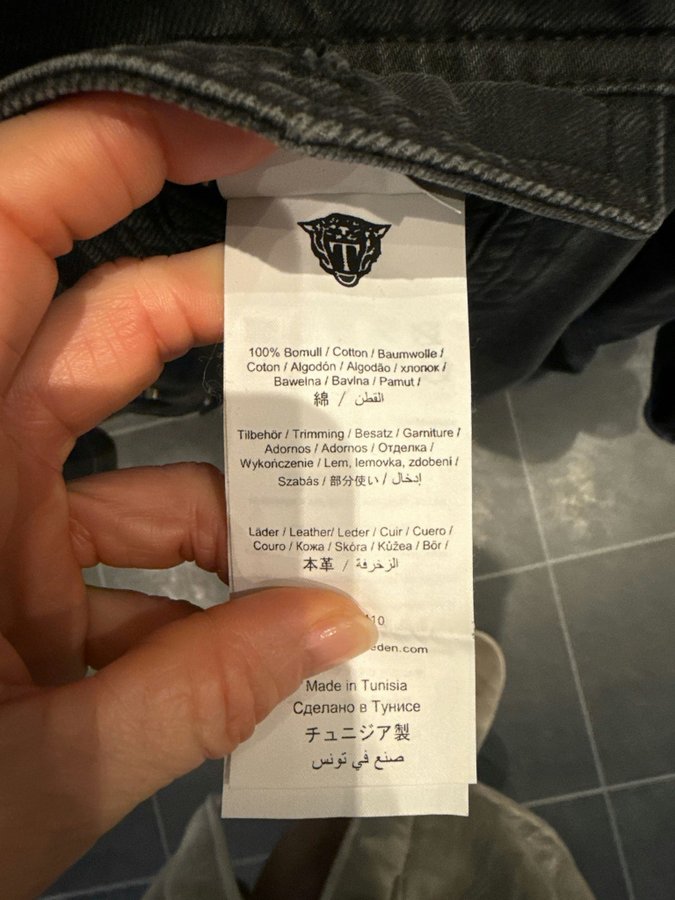 T
100% Bomull / Cotton / Baumwolle /
Coton / Algodón / Algodão / хлопок /
Bawełna / Bavlna / Pamut /
綿 / القطن
Tilbehör / Trimming / Besatz / Garniture /
Adornos / Adornos / Отделка /
Wykończenie / Lem, lemovka, zdobení /
Szabás / 部分使い / إدخال
Läder / Leather/ Leder / Cuir / Cuero /
Couro / Кожа / Skóra / Kůžea / Bőr /
本革 / الزخرفة
10
eden.com
Made in Tunisia
Сделано в Тунисе
チュニジア製
صنع في تونس